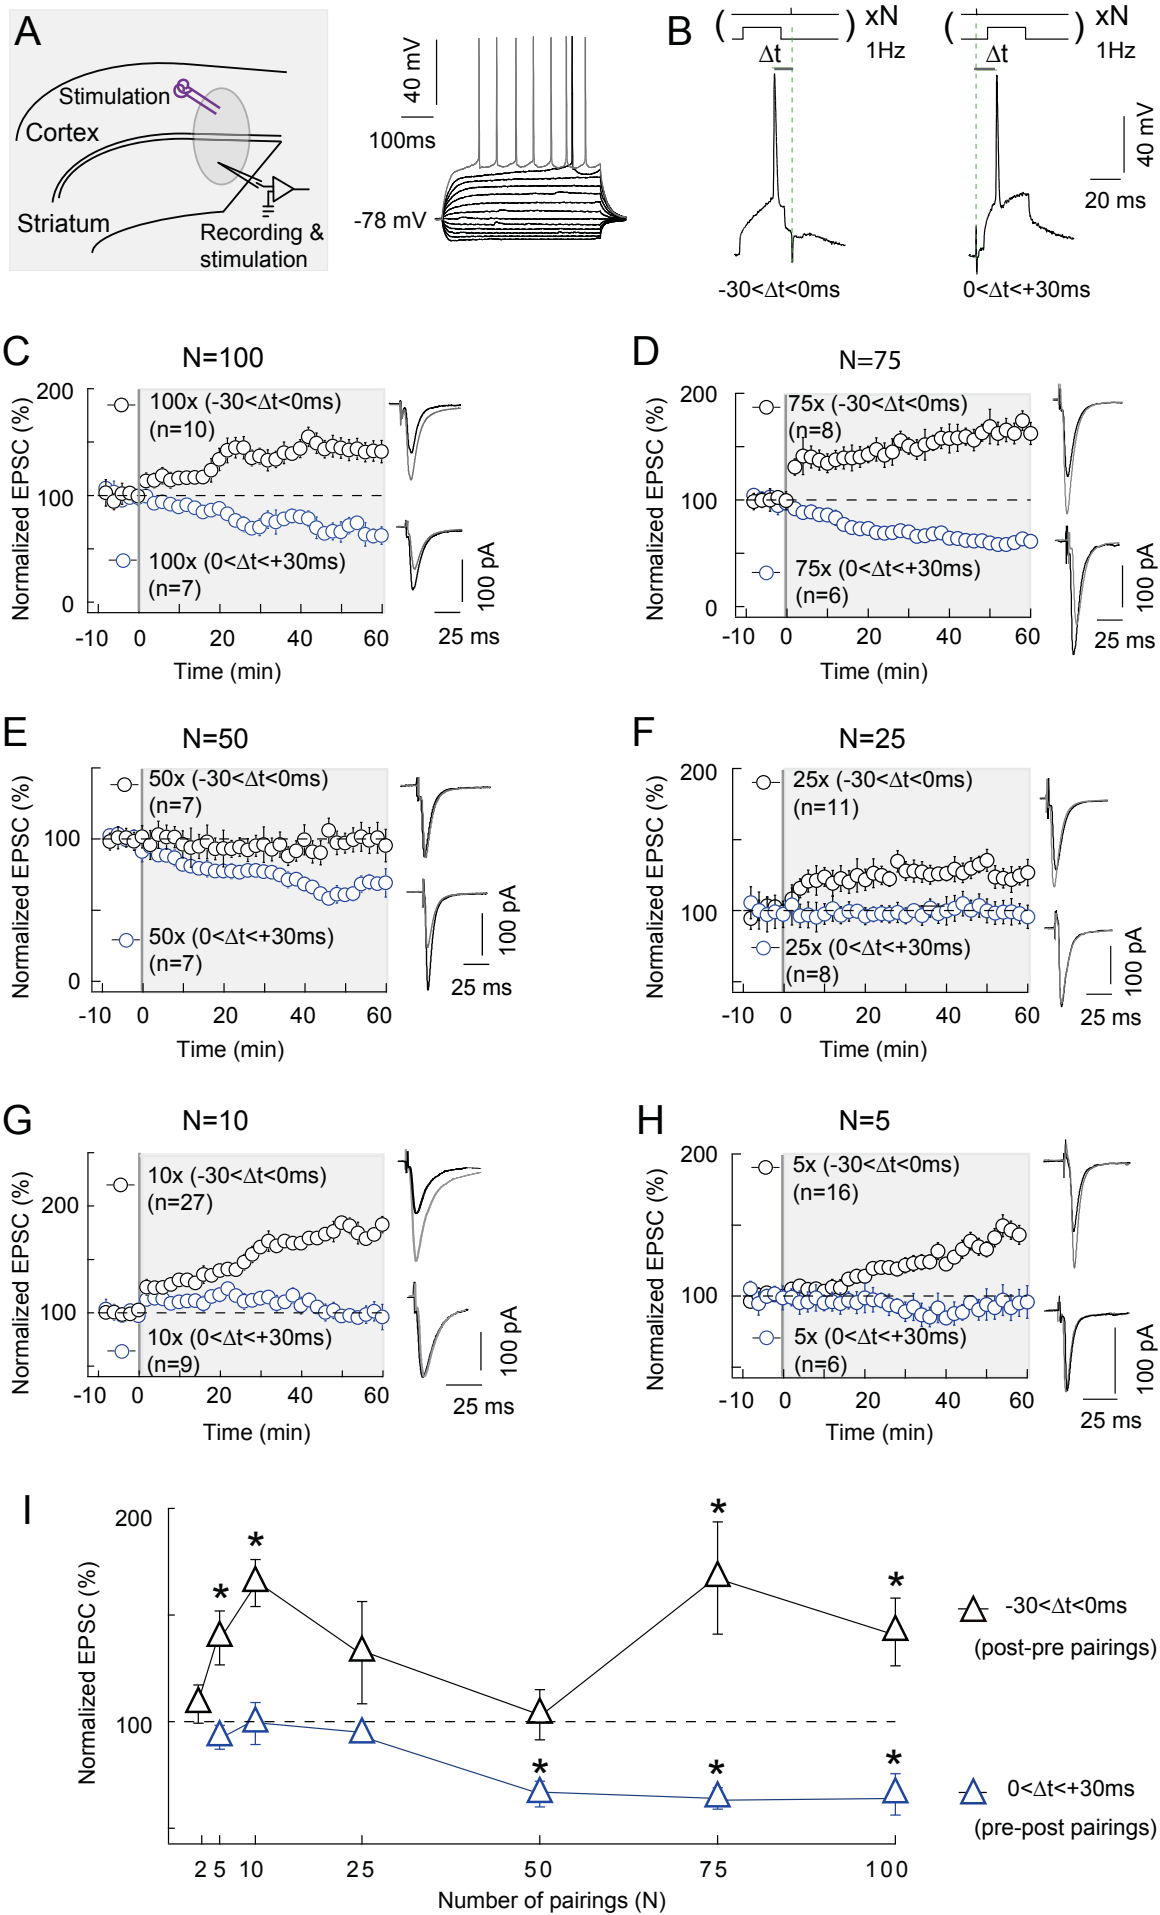 A
Stimulation
Cortex
Striatum
Recording &
stimulation
40 mV
100ms
-78 mV
B
( ) xN
1Hz
Δt
-30<Δt<0ms
( ) xN
1Hz
Δt
0<Δt<+30ms
40 mV
20 ms
C
N=100
Normalized EPSC (%)
200
100
0
100x (-30<Δt<0ms)
(n=10)
100x (0<Δt<+30ms)
(n=7)
-10 0 20 40 60
Time (min)
100 pA
25 ms
D
N=75
Normalized EPSC (%)
200
100
0
75x (-30<Δt<0ms)
(n=8)
75x (0<Δt<+30ms)
(n=6)
-10 0 20 40 60
Time (min)
100 pA
25 ms
E
N=50
Normalized EPSC (%)
100
0
50x (-30<Δt<0ms)
(n=7)
50x (0<Δt<+30ms)
(n=7)
-10 0 20 40 60
Time (min)
100 pA
25 ms
F
N=25
Normalized EPSC (%)
200
100
25x (-30<Δt<0ms)
(n=11)
25x (0<Δt<+30ms)
(n=8)
-10 0 20 40 60
Time (min)
100 pA
25 ms
G
N=10
Normalized EPSC (%)
200
100
10x (-30<Δt<0ms)
(n=27)
10x (0<Δt<+30ms)
(n=9)
-10 0 20 40 60
Time (min)
100 pA
25 ms
H
N=5
Normalized EPSC (%)
200
100
5x (-30<Δt<0ms)
(n=16)
5x (0<Δt<+30ms)
(n=6)
-10 0 20 40 60
Time (min)
100 pA
25 ms
I
Normalized EPSC (%)
200
100
* * * *
* * *
2 5 10 25 50 75 100
Number of pairings (N)
-30<Δt<0ms
(post-pre pairings)
0<Δt<+30ms
(pre-post pairings)